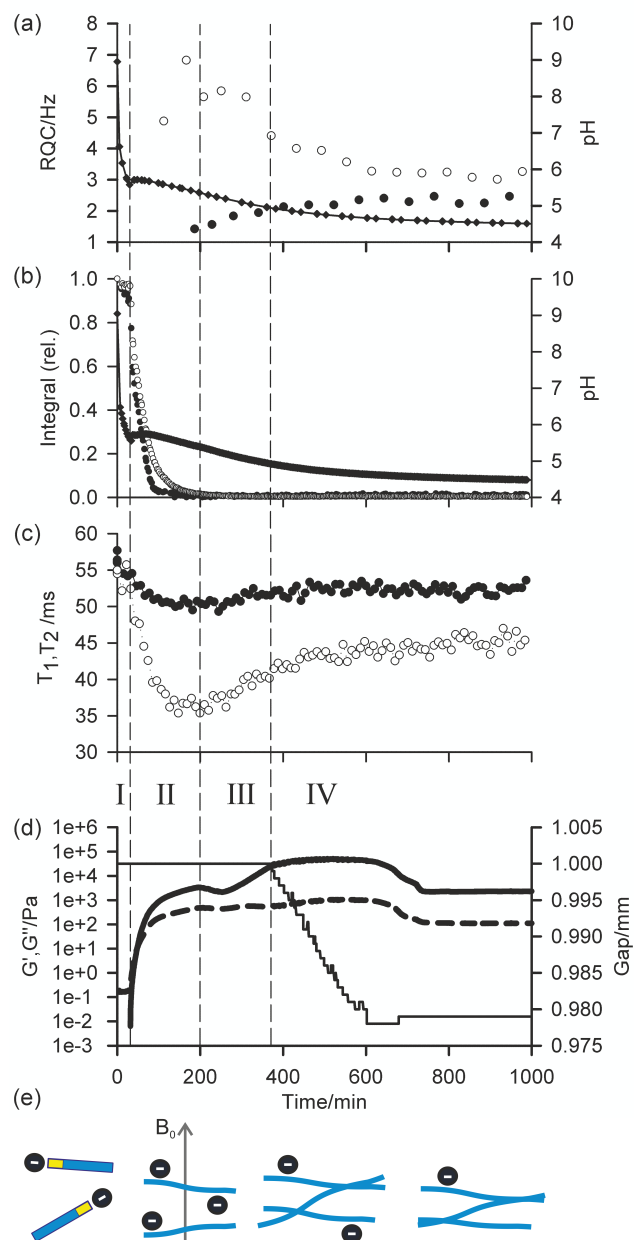 (a)
8
7
6
5
4
3
2
1
RQC/Hz
10
9
8
7
6
5
4
pH
(b)
1.0
0.8
0.6
0.4
0.2
0.0
Integral (rel.)
10
9
8
7
6
5
4
pH
(c)
60
55
50
45
40
35
30
T1,T2 /ms
I II III IV
(d)
1e+6
1e+5
1e+4
1e+3
1e+2
1e+1
1e+0
1e-1
1e-2
1e-3
G',G''/Pa
1.005
1.000
0.995
0.990
0.985
0.980
0.975
Gap/mm
0 200 400 600 800 1000
Time/min
(e)
B0